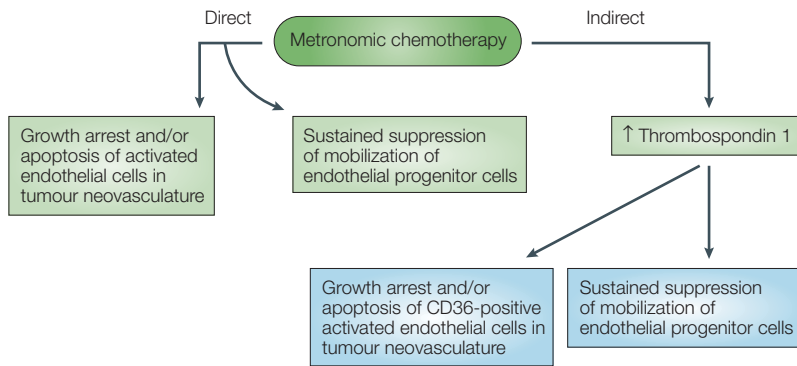 Direct
Metronomic chemotherapy
Indirect
Growth arrest and/or
apoptosis of activated
endothelial cells in
tumour neovasculature
Sustained suppression
of mobilization of
endothelial progenitor cells
↑ Thrombospondin 1
Growth arrest and/or
apoptosis of CD36-positive
activated endothelial cells in
tumour neovasculature
Sustained suppression
of mobilization of
endothelial progenitor cells